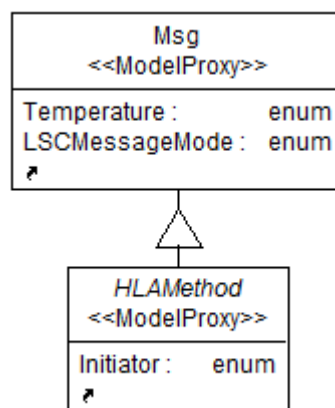 Msg
<<ModelProxy>>
Temperature : enum
LSCMessageMode : enum
HLAMethod
<<ModelProxy>>
Initiator : enum